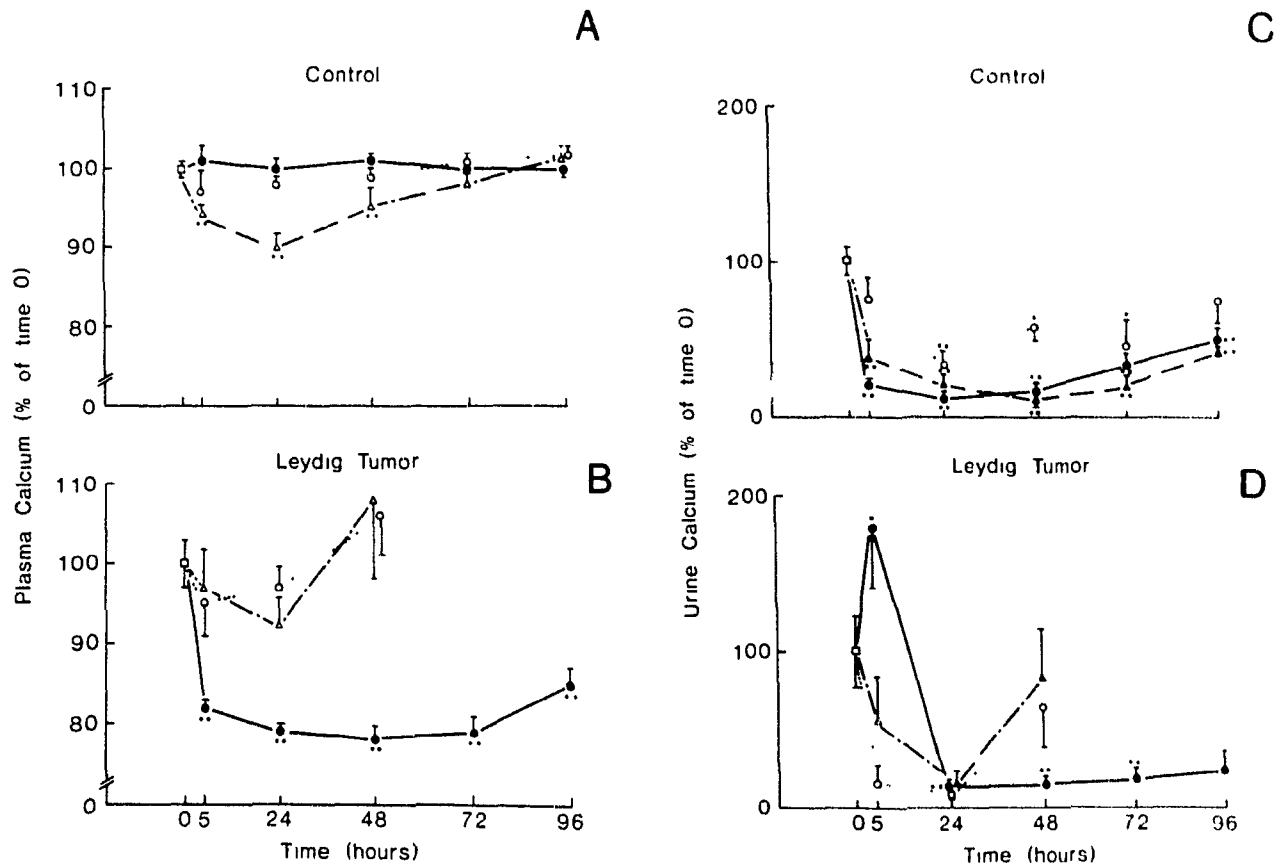 A
Control
110
100
90
80
0
Plasma Calcium (% of time 0)
Leydig Tumor
B
110
100
90
80
0
0 5 24 48 72 96
Time (hours)
C
Control
200
100
0
Urine Calcium (% of time 0)
Leydig Tumor
D
200
100
0
0 5 24 48 72 96
Time (hours)